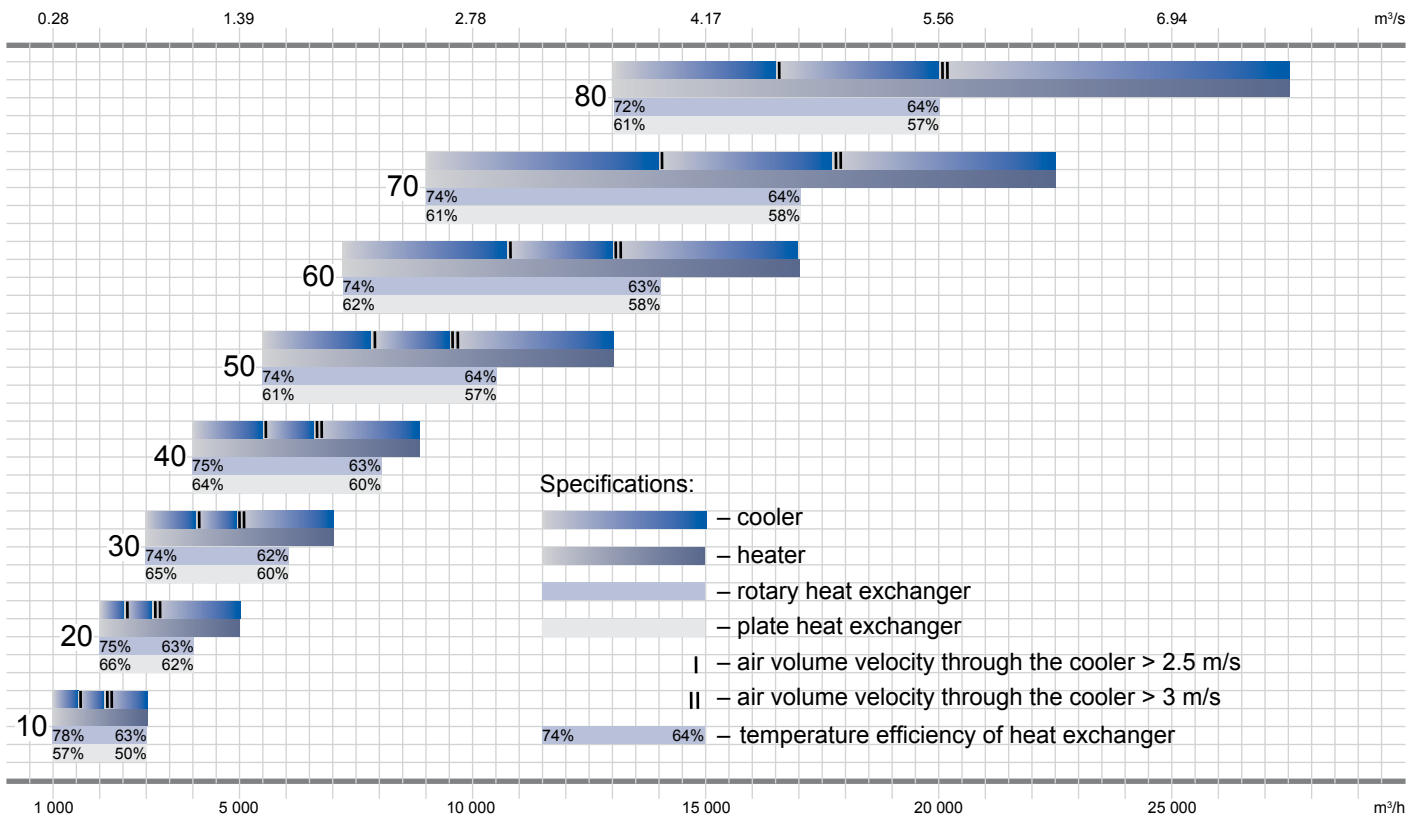 0.28 1.39 2.78 4.17 5.56 6.94 m³/s
80
72% 64%
61% 57%
70
74% 64%
61% 58%
60
74% 63%
62% 58%
50
74% 64%
61% 57%
40
75% 63%
64% 60%
30
74% 62%
65% 60%
20
75% 63%
66% 62%
10
78% 63%
57% 50%
Specifications:
– cooler
– heater
– rotary heat exchanger
– plate heat exchanger
I – air volume velocity through the cooler > 2.5 m/s
II – air volume velocity through the cooler > 3 m/s
74% 64% – temperature efficiency of heat exchanger
1 000 5 000 10 000 15 000 20 000 25 000 m³/h